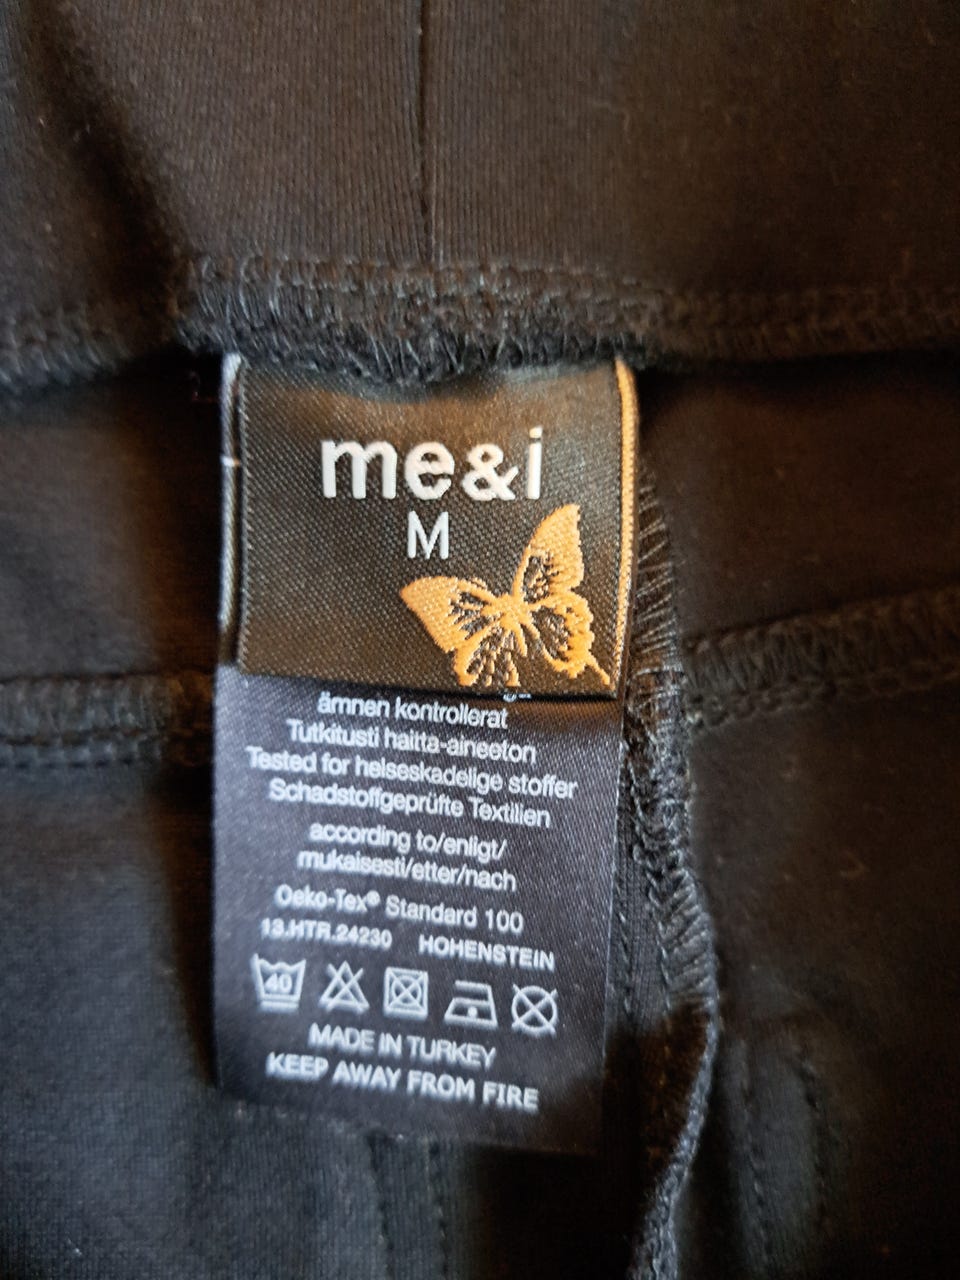 me&i
M
ämnen kontrollerat
Tutkitusti haitta-aineeton
Tested for helseskadelige stoffer
Schadstoffgeprüfte Textilien
according to/enligt/
mukaisesti/etter/nach
Oeko-Tex® Standard 100
13.HTR.24230 HOHENSTEIN
40
MADE IN TURKEY
KEEP AWAY FROM FIRE